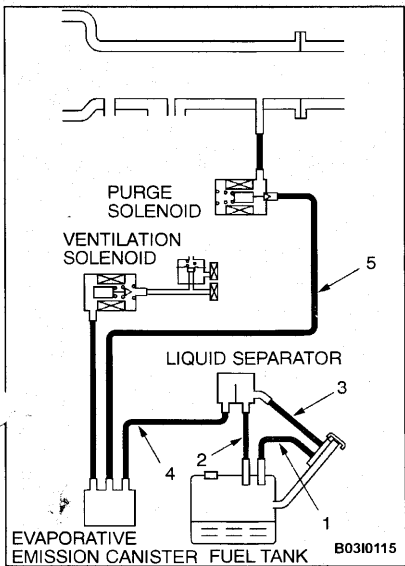 PURGE
SOLENOID
VENTILATION
SOLENOID
5
LIQUID SEPARATOR
3
4
2
1
EVAPORATIVE
EMISSION CANISTER
FUEL TANK
B03I0115